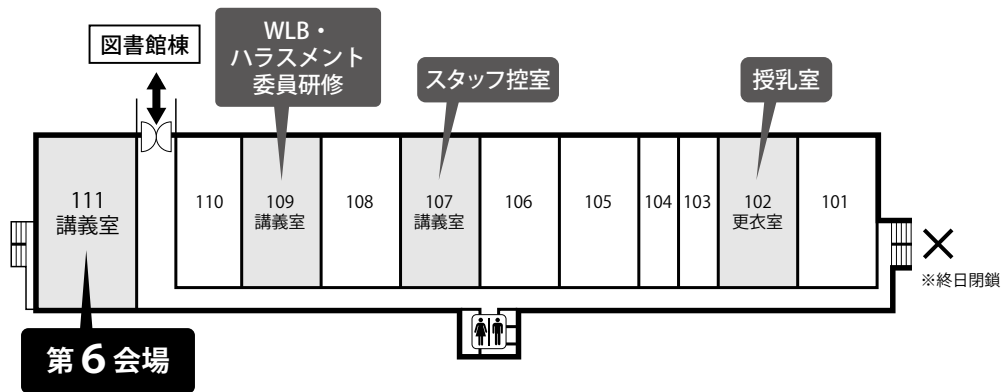 図書館棟
WLB・
ハラスメント
委員研修
スタッフ控室
授乳室
111
講義室
110
109
講義室
108
107
講義室
106
105
104
103
102
更衣室
101
※終日閉鎖
第6会場